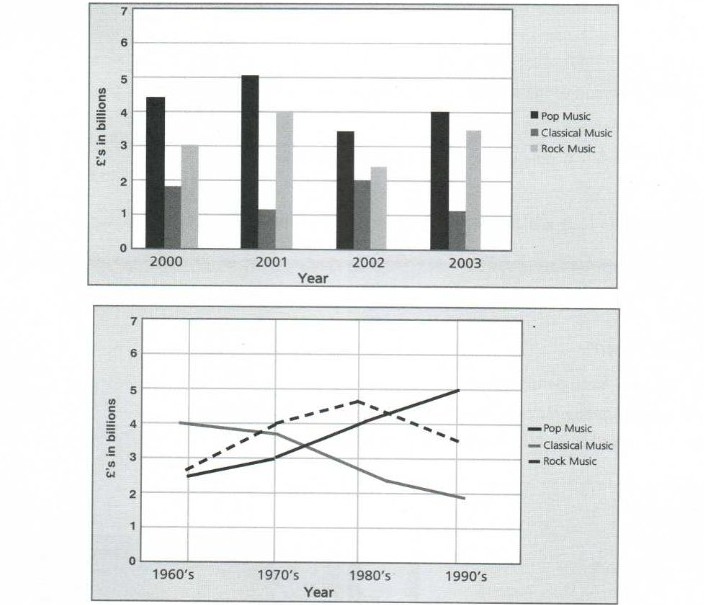 7
6
5
4
3
2
1
0
£'s in billions
2000 2001 2002 2003
Year
Pop Music
Classical Music
Rock Music
7
6
5
4
3
2
1
0
£'s in billions
1960's 1970's 1980's 1990's
Year
Pop Music
Classical Music
Rock Music